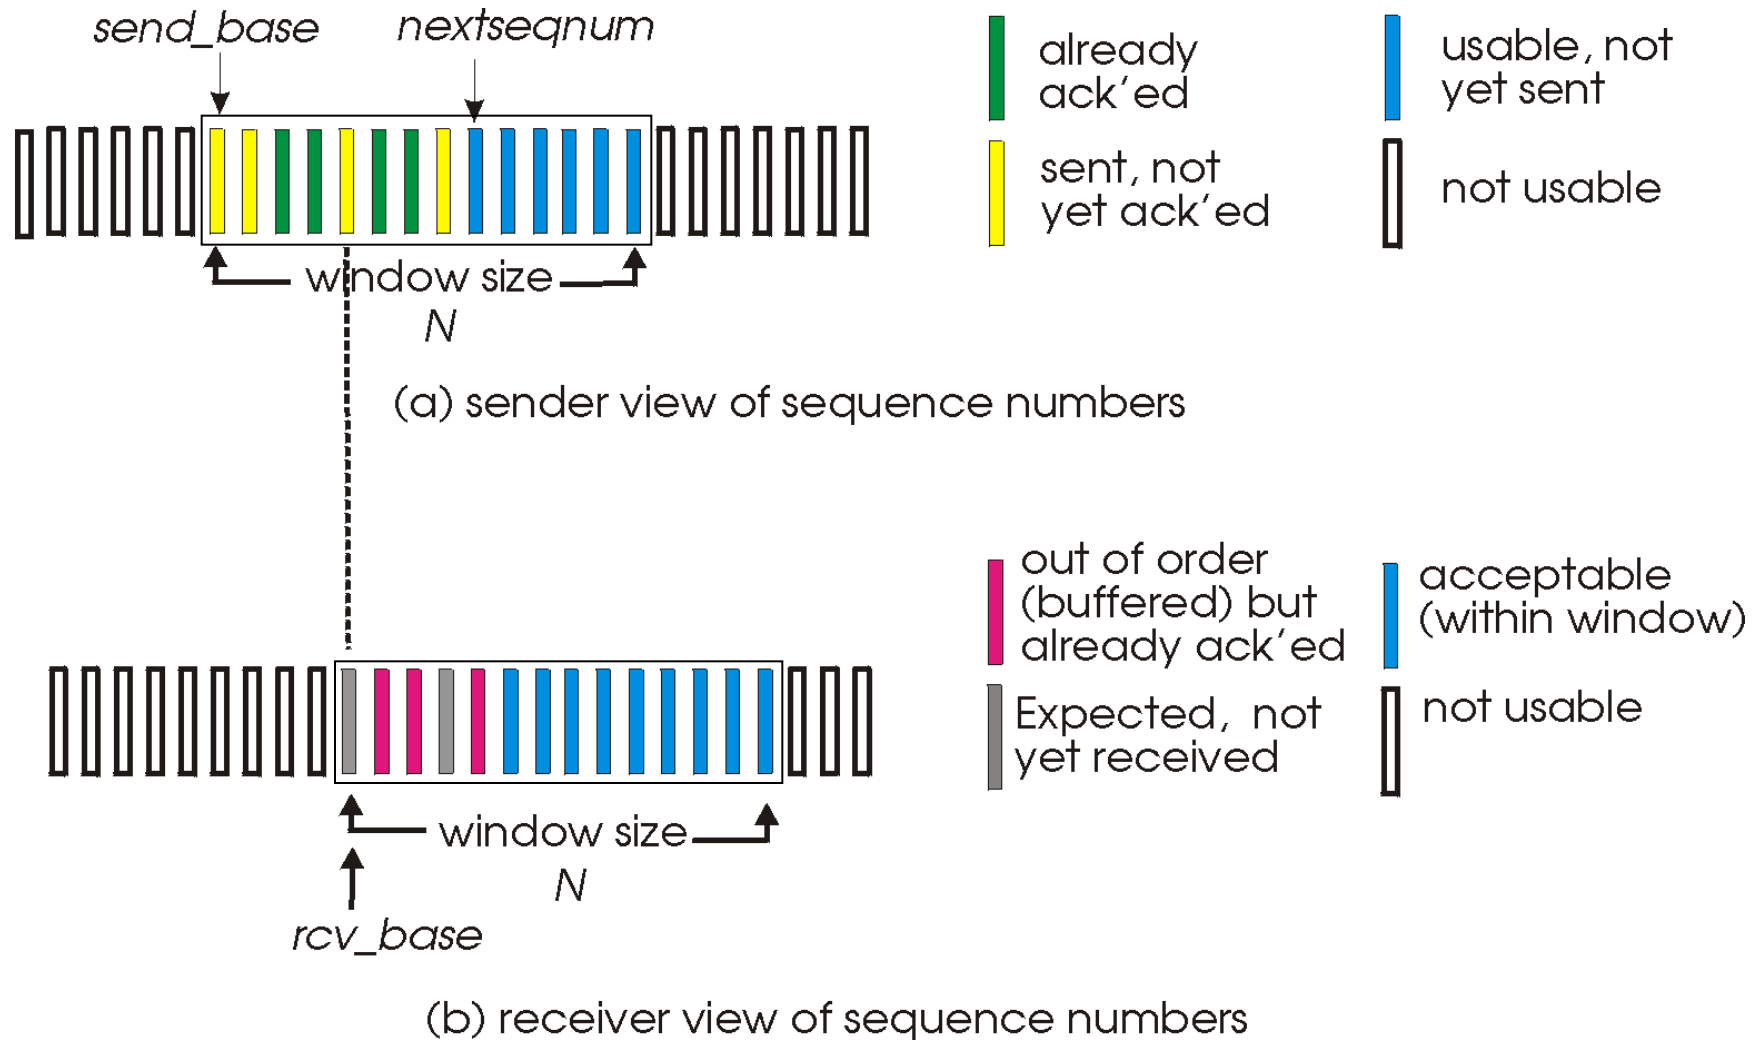 send_base
nextseqnum
already
ack'ed
usable, not
yet sent
sent, not
yet ack'ed
not usable
window size
N
(a) sender view of sequence numbers
out of order
(buffered) but
already ack'ed
acceptable
(within window)
Expected, not
yet received
not usable
window size
N
rcv_base
(b) receiver view of sequence numbers